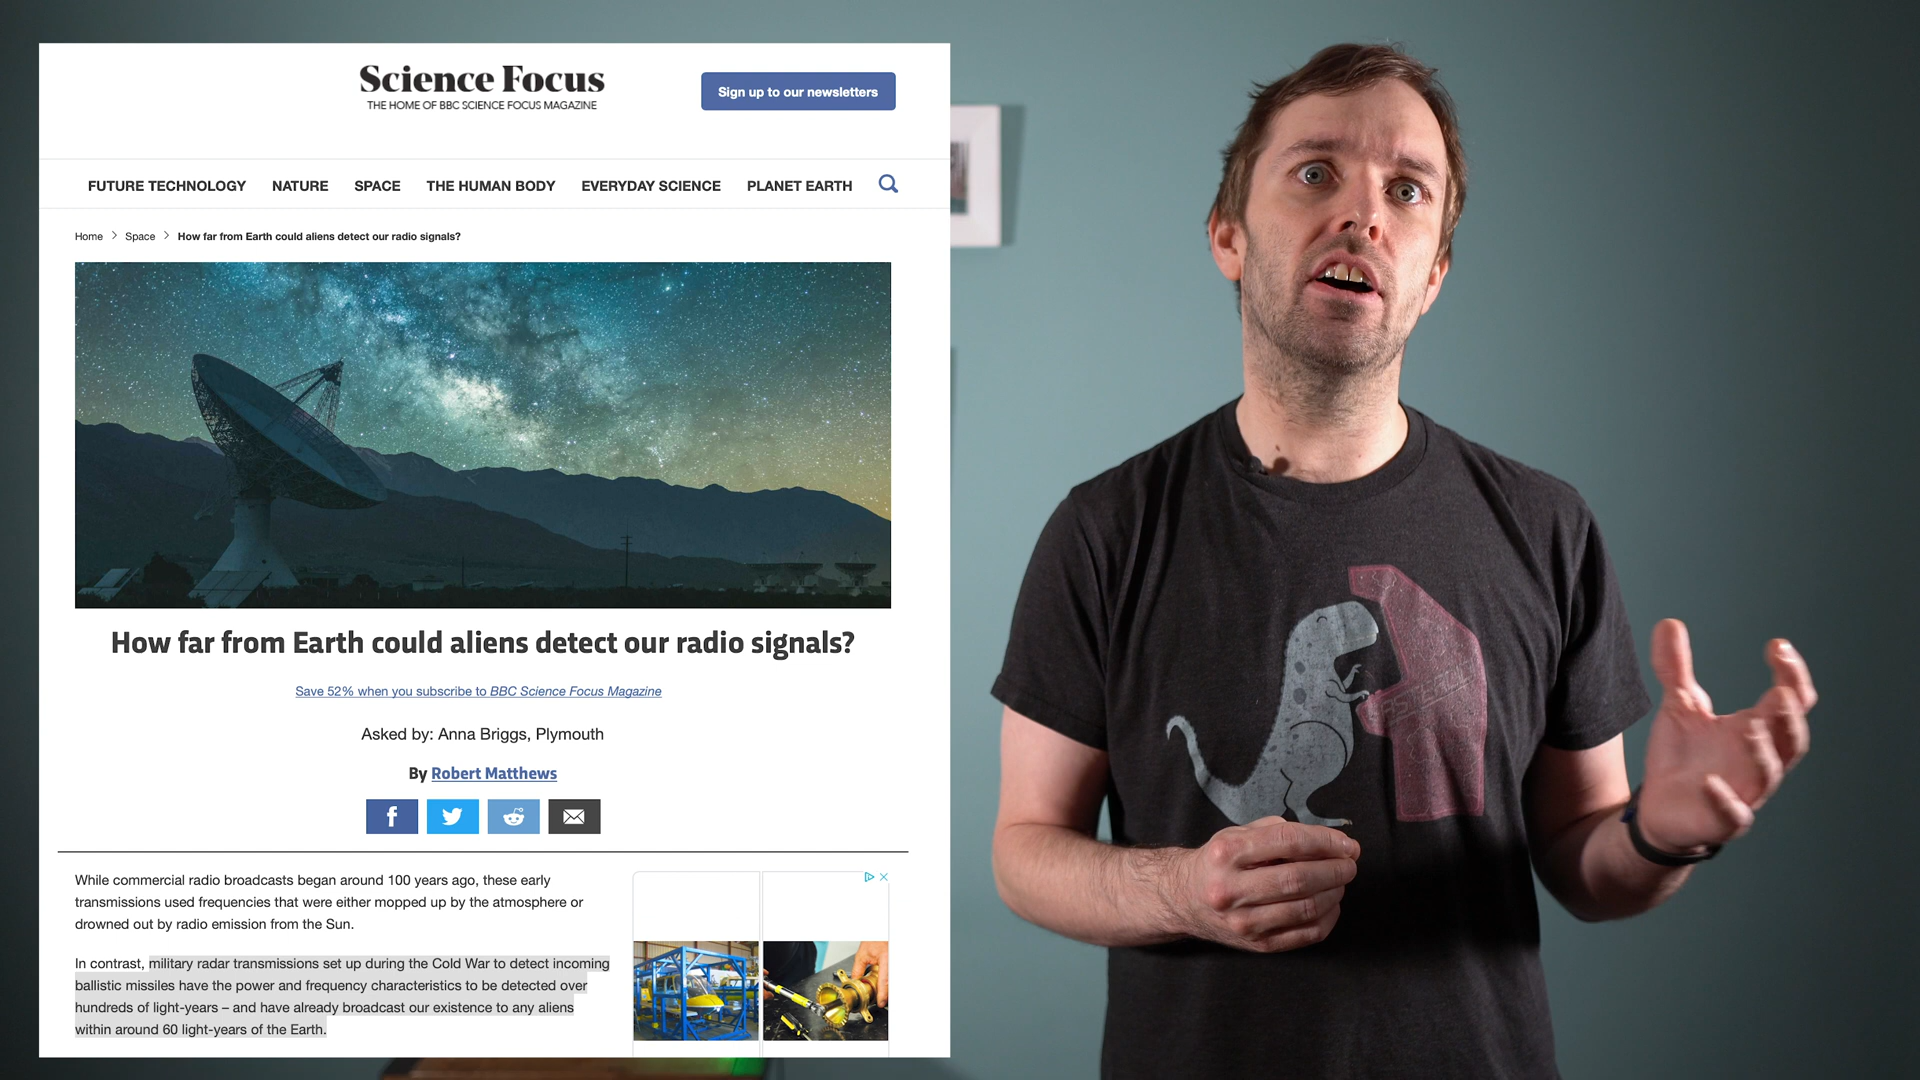 Science Focus
THE HOME OF BBC SCIENCE FOCUS MAGAZINE
Sign up to our newsletters
FUTURE TECHNOLOGY NATURE SPACE THE HUMAN BODY EVERYDAY SCIENCE PLANET EARTH
Home > Space > How far from Earth could aliens detect our radio signals?
How far from Earth could aliens detect our radio signals?
Save 52% when you subscribe to BBC Science Focus Magazine
Asked by: Anna Briggs, Plymouth
By Robert Matthews
While commercial radio broadcasts began around 100 years ago, these early
transmissions used frequencies that were either mopped up by the atmosphere or
drowned out by radio emission from the Sun.
In contrast, military radar transmissions set up during the Cold War to detect incoming
ballistic missiles have the power and frequency characteristics to be detected over
hundreds of light-years – and have already broadcast our existence to any aliens
within around 60 light-years of the Earth.